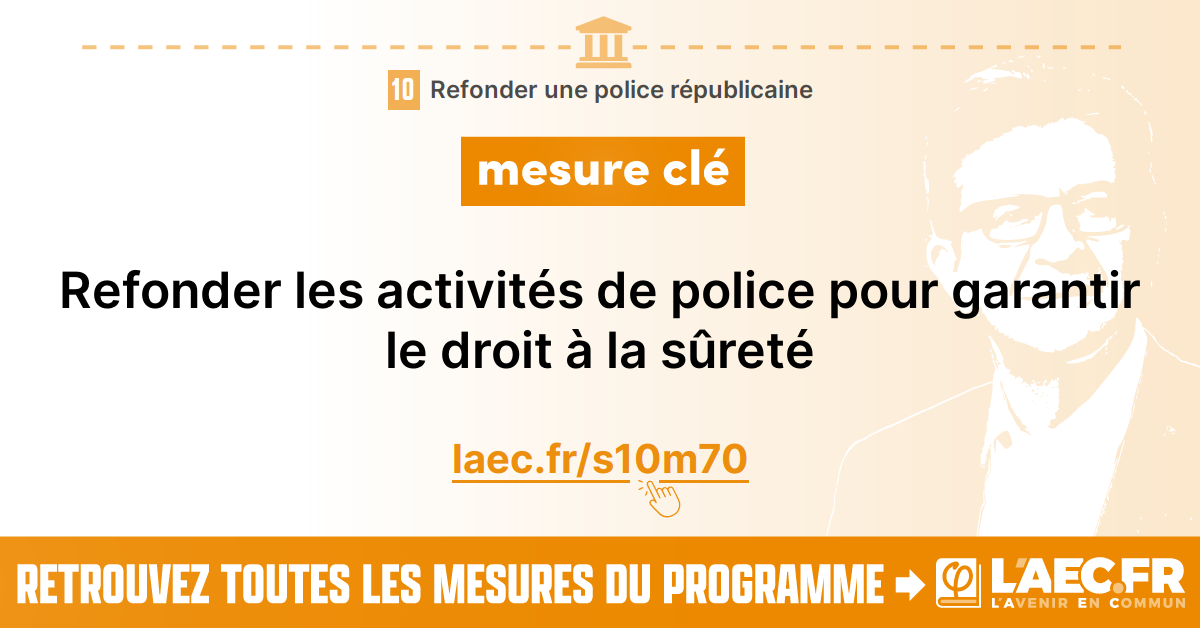 10 Refonder une police républicaine
mesure clé
Refonder les activités de police pour garantir
le droit à la sûreté
laec.fr/s10m70
RETROUVEZ TOUTES LES MESURES DU PROGRAMME
φ L'AEC.FR
L'AVENIR EN COMMUN